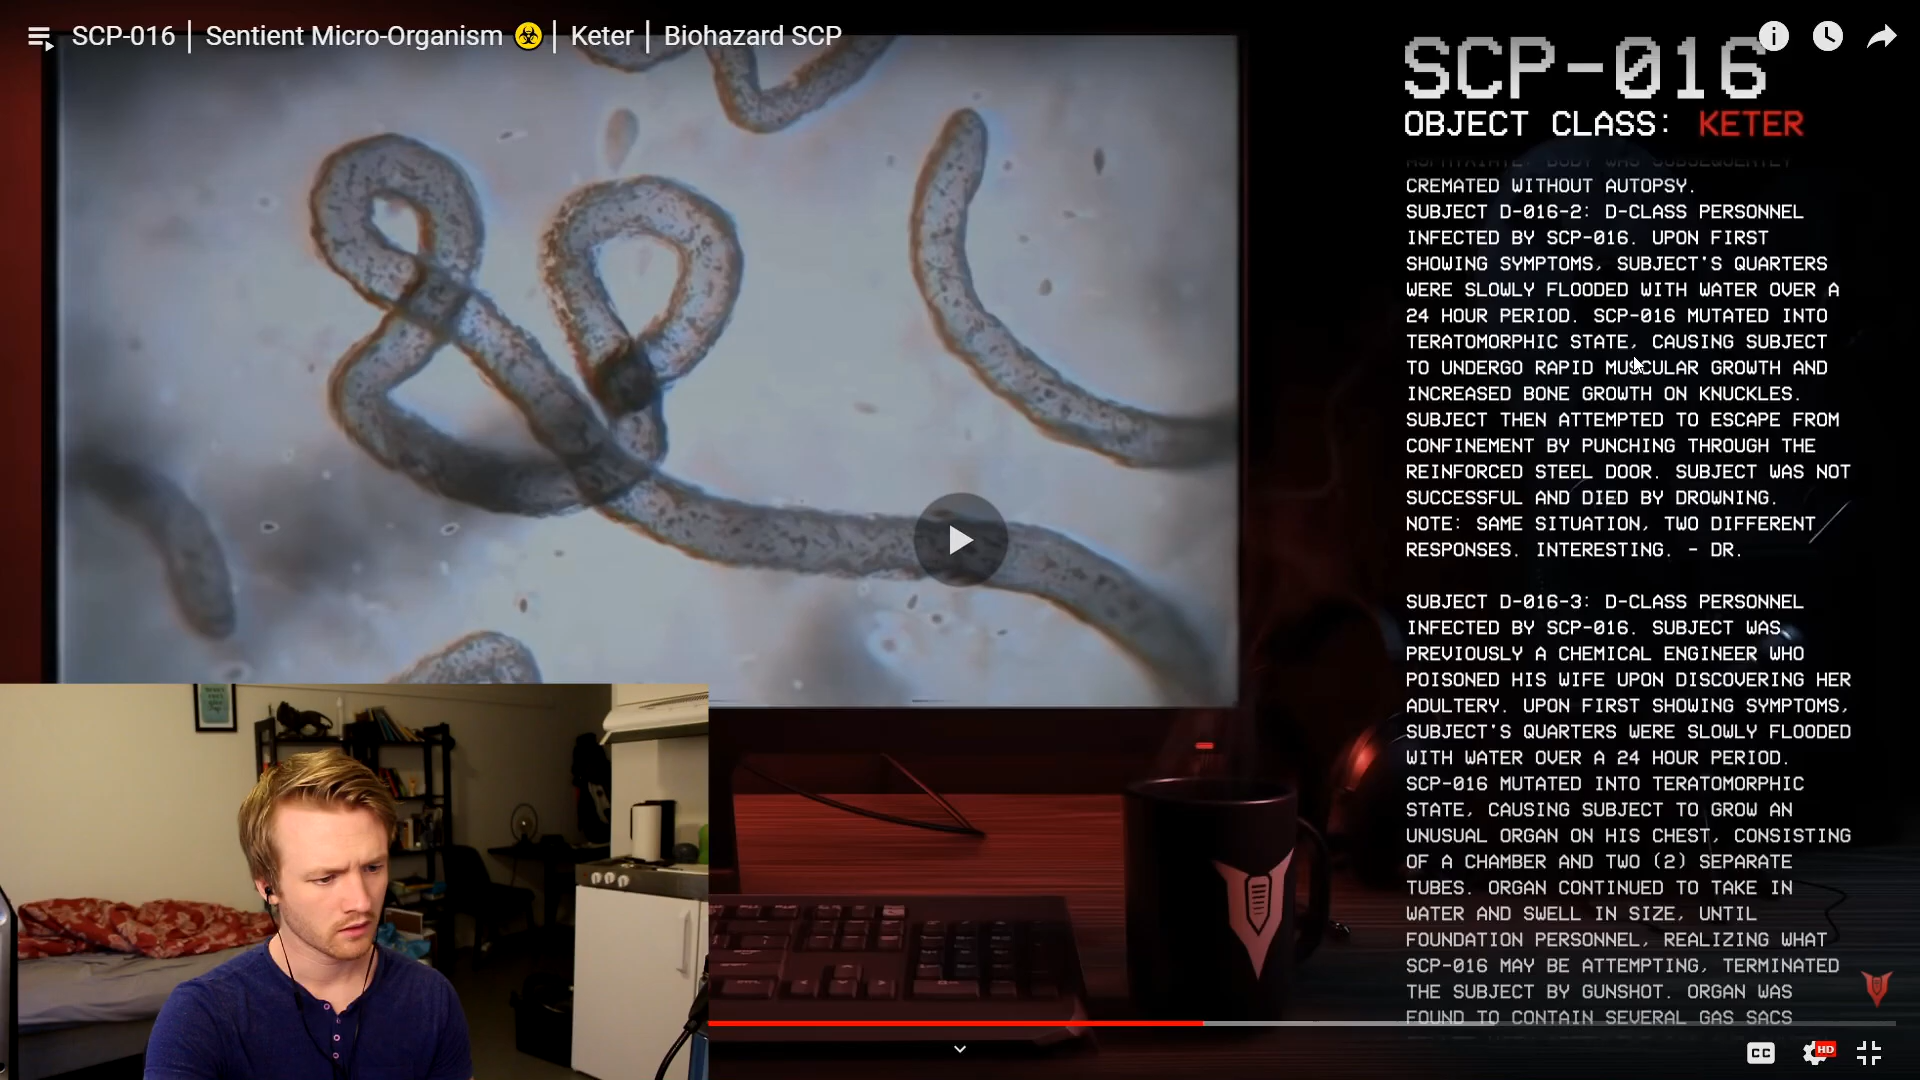 SCP-016 | Sentient Micro-Organism ☣ | Keter | Biohazard SCP
SCP-016
OBJECT CLASS: KETER
BODY WAS SUBSEQUENTLY
CREMATED WITHOUT AUTOPSY.
SUBJECT D-016-2: D-CLASS PERSONNEL
INFECTED BY SCP-016. UPON FIRST
SHOWING SYMPTOMS, SUBJECT'S QUARTERS
WERE SLOWLY FLOODED WITH WATER OVER A
24 HOUR PERIOD. SCP-016 MUTATED INTO
TERATOMORPHIC STATE, CAUSING SUBJECT
TO UNDERGO RAPID MUSCULAR GROWTH AND
INCREASED BONE GROWTH ON KNUCKLES.
SUBJECT THEN ATTEMPTED TO ESCAPE FROM
CONFINEMENT BY PUNCHING THROUGH THE
REINFORCED STEEL DOOR. SUBJECT WAS NOT
SUCCESSFUL AND DIED BY DROWNING.
NOTE: SAME SITUATION, TWO DIFFERENT
RESPONSES. INTERESTING. - DR.
SUBJECT D-016-3: D-CLASS PERSONNEL
INFECTED BY SCP-016. SUBJECT WAS
PREVIOUSLY A CHEMICAL ENGINEER WHO
POISONED HIS WIFE UPON DISCOVERING HER
ADULTERY. UPON FIRST SHOWING SYMPTOMS,
SUBJECT'S QUARTERS WERE SLOWLY FLOODED
WITH WATER OVER A 24 HOUR PERIOD.
SCP-016 MUTATED INTO TERATOMORPHIC
STATE, CAUSING SUBJECT TO GROW AN
UNUSUAL ORGAN ON HIS CHEST, CONSISTING
OF A CHAMBER AND TWO (2) SEPARATE
TUBES. ORGAN CONTINUED TO TAKE IN
WATER AND SWELL IN SIZE, UNTIL
FOUNDATION PERSONNEL, REALIZING WHAT
SCP-016 MAY BE ATTEMPTING, TERMINATED
THE SUBJECT BY GUNSHOT. ORGAN WAS
FOUND TO CONTAIN SEVERAL GAS SACS
CC
HD